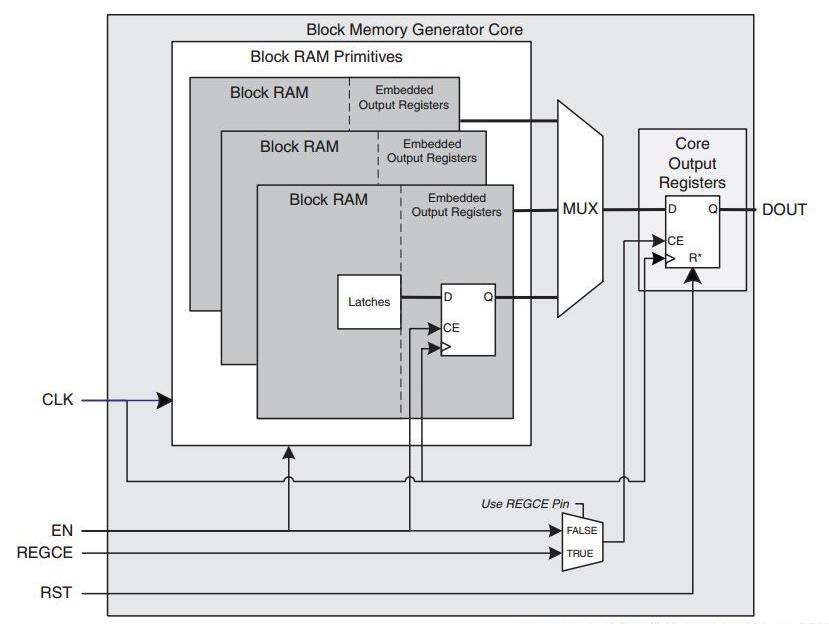 Block Memory Generator Core
Block RAM Primitives
Block RAM
Embedded
Output Registers
Block RAM
Embedded
Output Registers
Block RAM
Embedded
Output Registers
Latches
D
Q
CE
MUX
Core
Output
Registers
D
Q
CE
R*
DOUT
CLK
EN
REGCE
RST
Use REGCE Pin
FALSE
TRUE